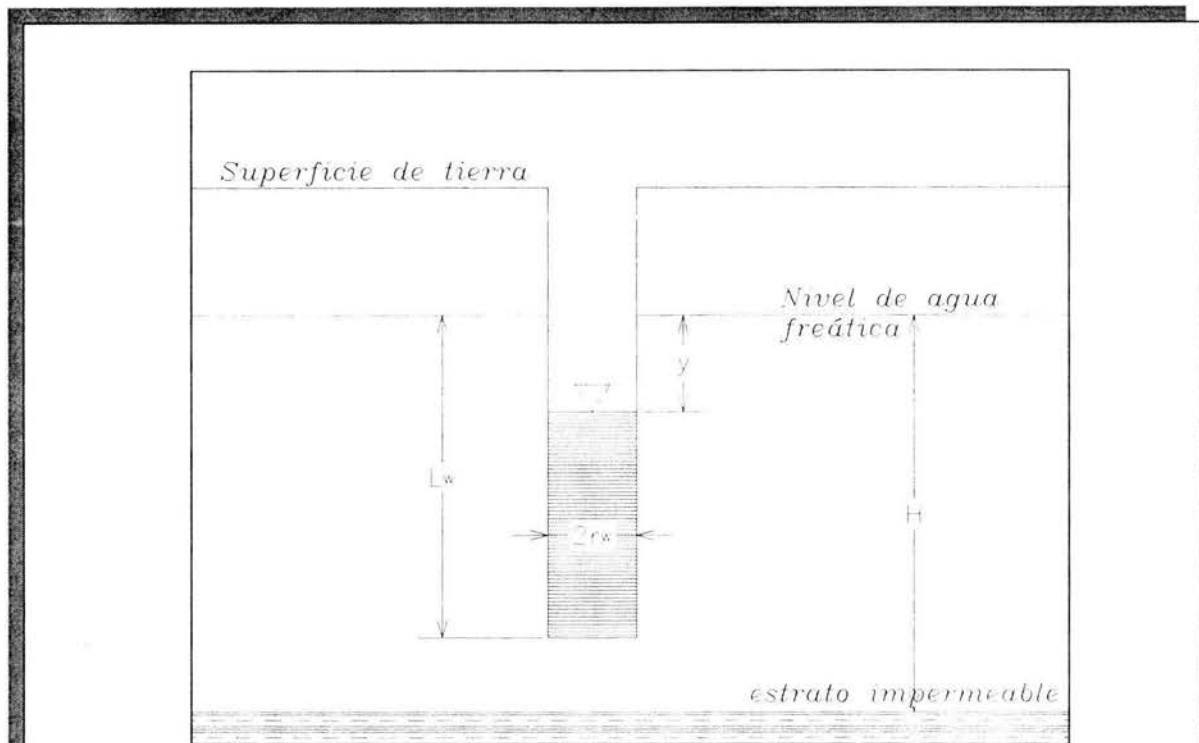 Superficie de tierra
Nivel de agua
freática
y
Lw
2rw
H
estrato impermeable